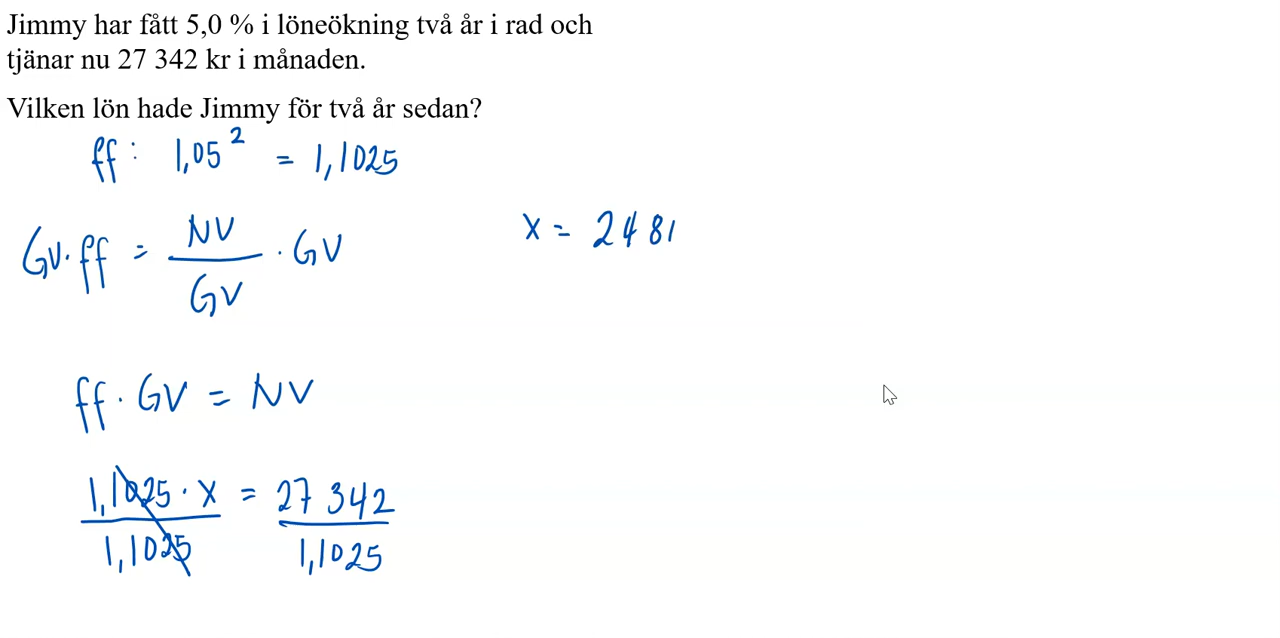 Jimmy har fått 5,0 % i löneökning två år i rad och
tjänar nu 27 342 kr i månaden.
Vilken lön hade Jimmy för två år sedan?
ff: 1,05² = 1,1025
GV·ff = NV/GV · GV
x = 2481
ff · GV = NV
1,1025 · x / 1,1025 = 27 342 / 1,1025